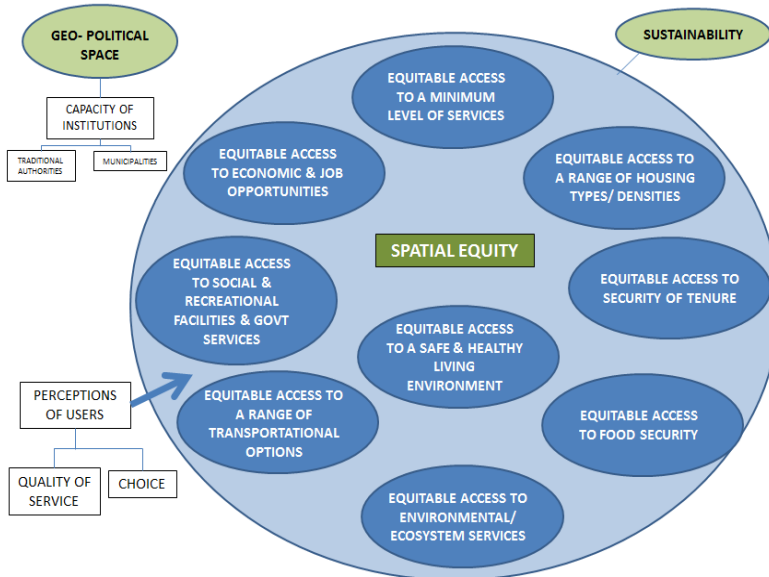 GEO- POLITICAL
SPACE
CAPACITY OF
INSTITUTIONS
TRADITIONAL
AUTHORITIES
MUNICIPALITIES
SUSTAINABILITY
EQUITABLE ACCESS
TO A MINIMUM
LEVEL OF SERVICES
EQUITABLE ACCESS
TO ECONOMIC & JOB
OPPORTUNITIES
EQUITABLE ACCESS TO
A RANGE OF HOUSING
TYPES/ DENSITIES
SPATIAL EQUITY
EQUITABLE ACCESS
TO SOCIAL &
RECREATIONAL
FACILITIES & GOVT
SERVICES
EQUITABLE ACCESS TO
SECURITY OF TENURE
EQUITABLE ACCESS
TO A SAFE & HEALTHY
LIVING
ENVIRONMENT
PERCEPTIONS
OF USERS
QUALITY OF
SERVICE
CHOICE
EQUITABLE ACCESS TO
A RANGE OF
TRANSPORTATIONAL
OPTIONS
EQUITABLE ACCESS
TO FOOD SECURITY
EQUITABLE ACCESS TO
ENVIRONMENTAL/
ECOSYSTEM SERVICES